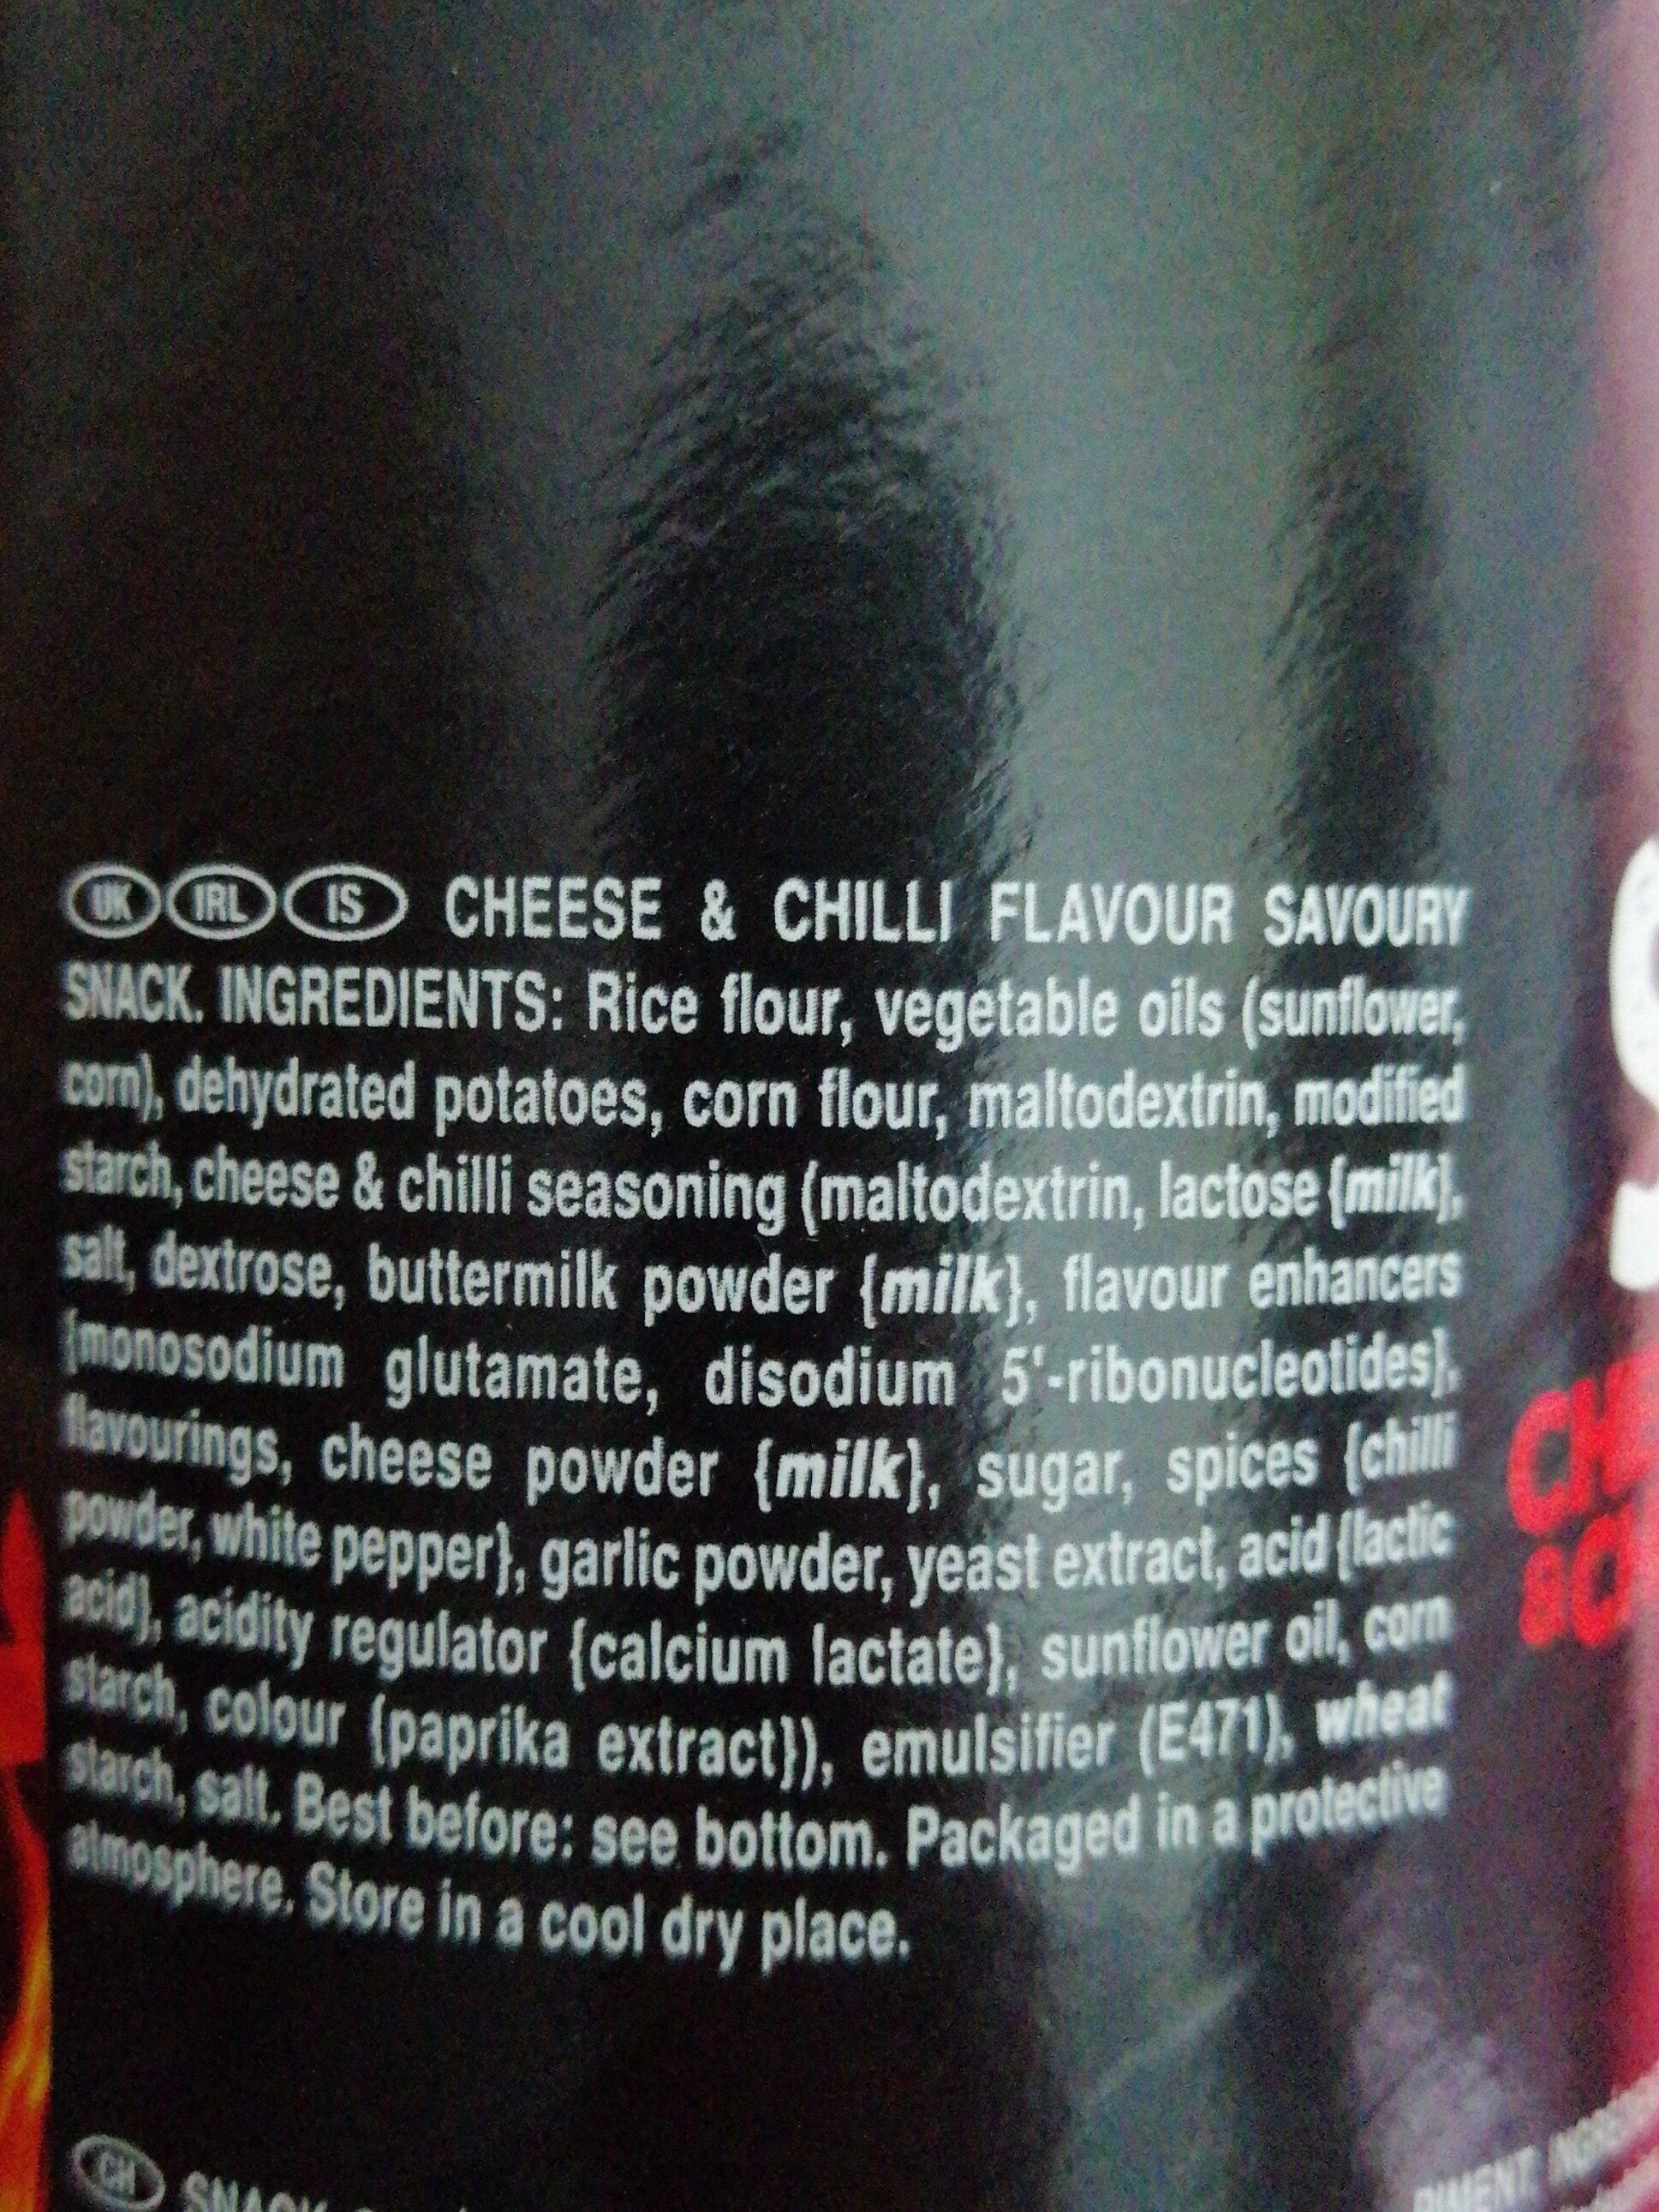 UK IRL IS CHEESE & CHILLI FLAVOUR SAVOURY
SNACK. INGREDIENTS: Rice flour, vegetable oils (sunflower,
corn), dehydrated potatoes, corn flour, maltodextrin, modified
starch, cheese & chilli seasoning (maltodextrin, lactose {milk},
salt, dextrose, buttermilk powder {milk}, flavour enhancers
{monosodium glutamate, disodium 5'-ribonucleotides},
flavourings, cheese powder {milk}, sugar, spices {chilli
powder, white pepper}, garlic powder, yeast extract, acid {lactic
acid}, acidity regulator {calcium lactate}, sunflower oil, corn
starch, colour {paprika extract}), emulsifier (E471), wheat
starch, salt. Best before: see bottom. Packaged in a protective
atmosphere. Store in a cool dry place.
CHE
&C
CH SNACK